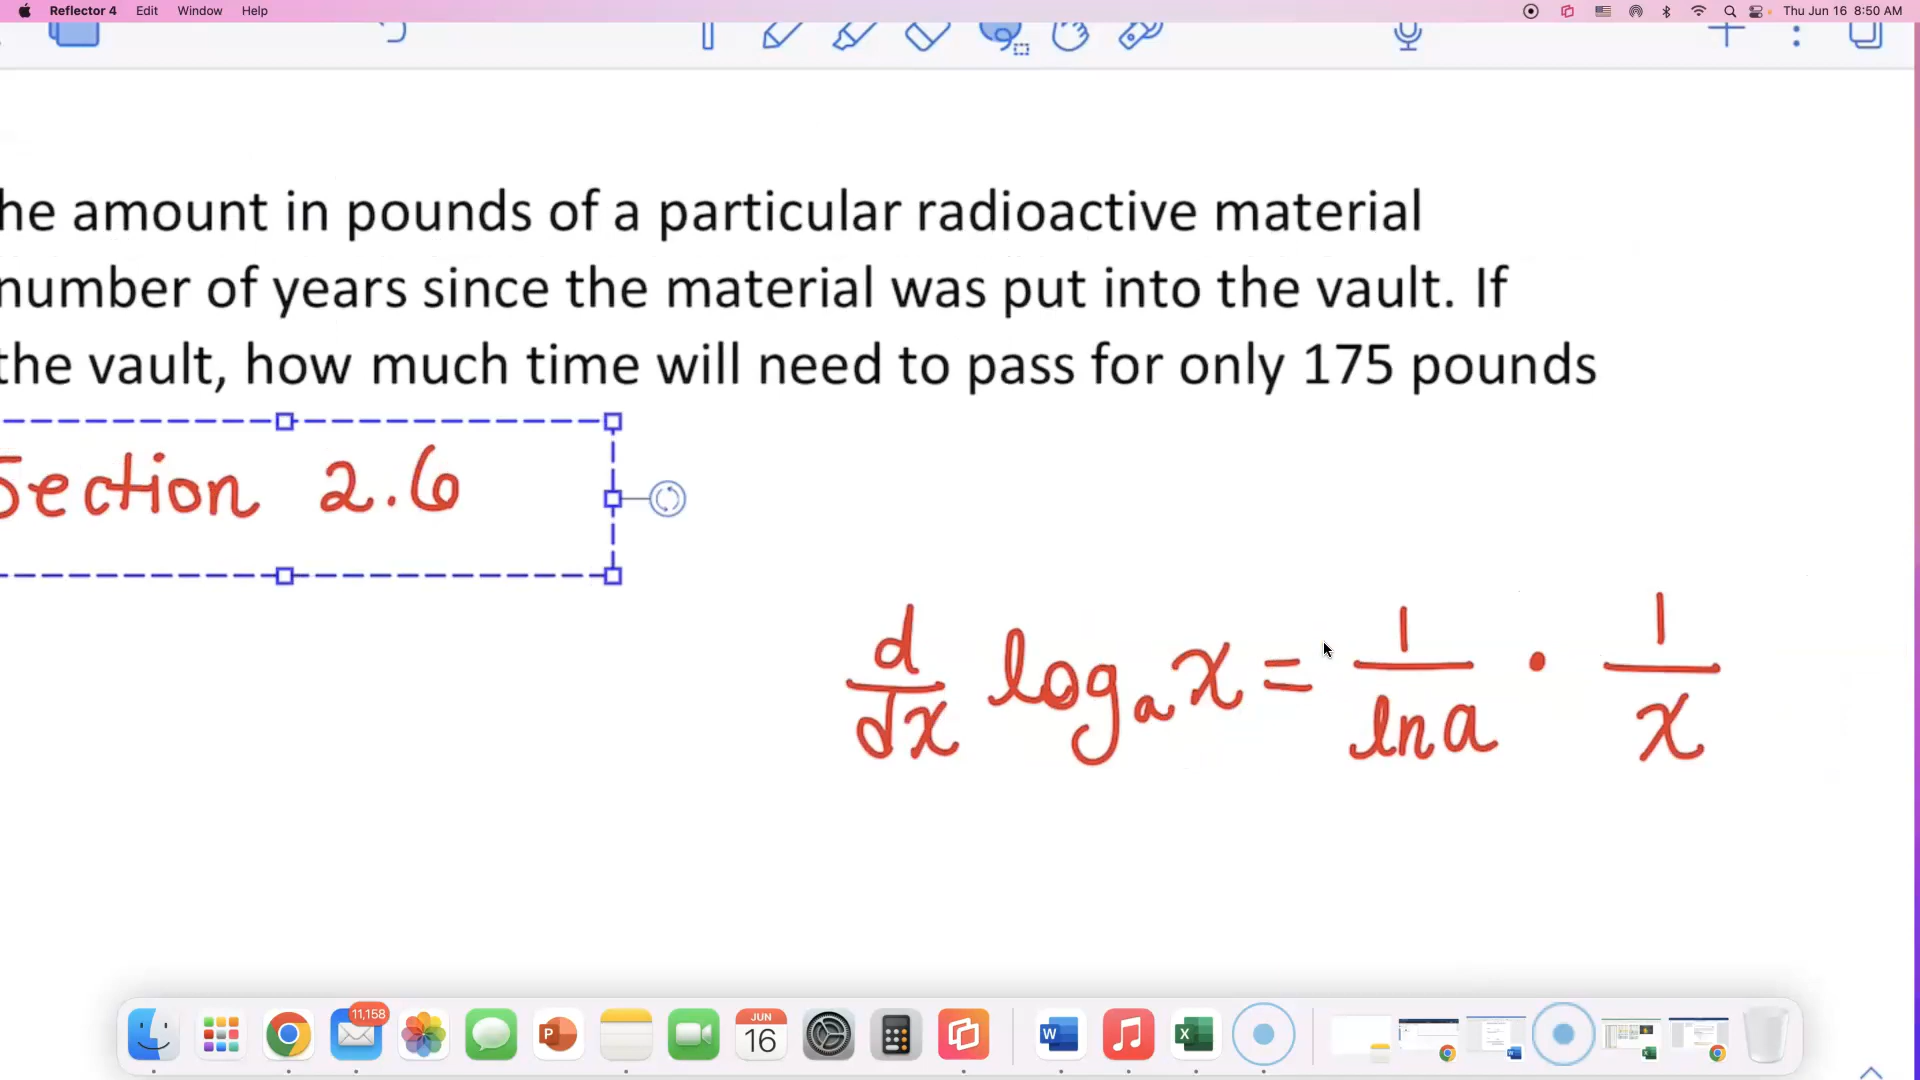 Reflector 4 Edit Window Help Thu Jun 16 8:50 AM
he amount in pounds of a particular radioactive material
number of years since the material was put into the vault. If
the vault, how much time will need to pass for only 175 pounds
Section 2.6
d/dx logₐ x = 1/ln a · 1/x
11,158
JUN
16
P
W
X